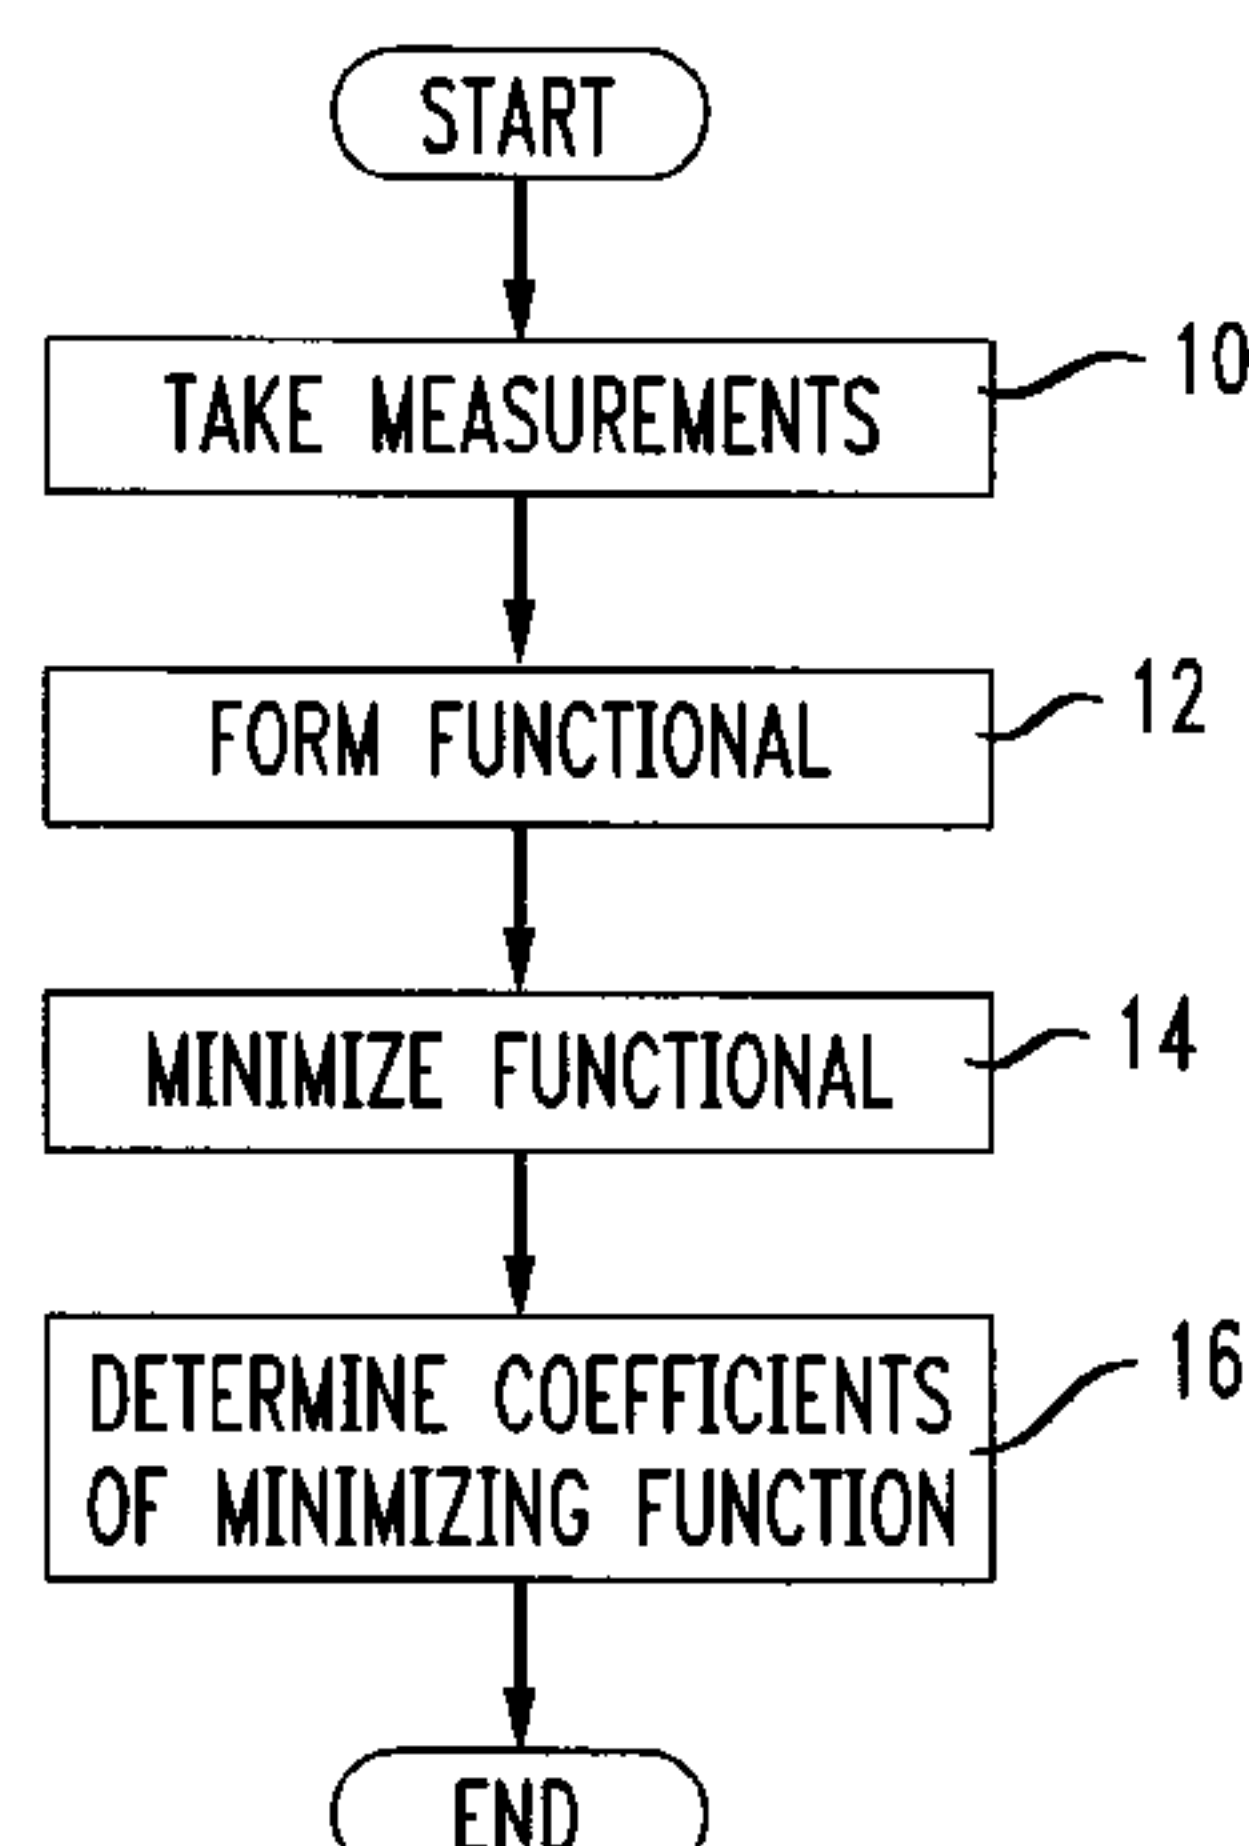 START
TAKE MEASUREMENTS
10
FORM FUNCTIONAL
12
MINIMIZE FUNCTIONAL
14
DETERMINE COEFFICIENTS
OF MINIMIZING FUNCTION
16
END